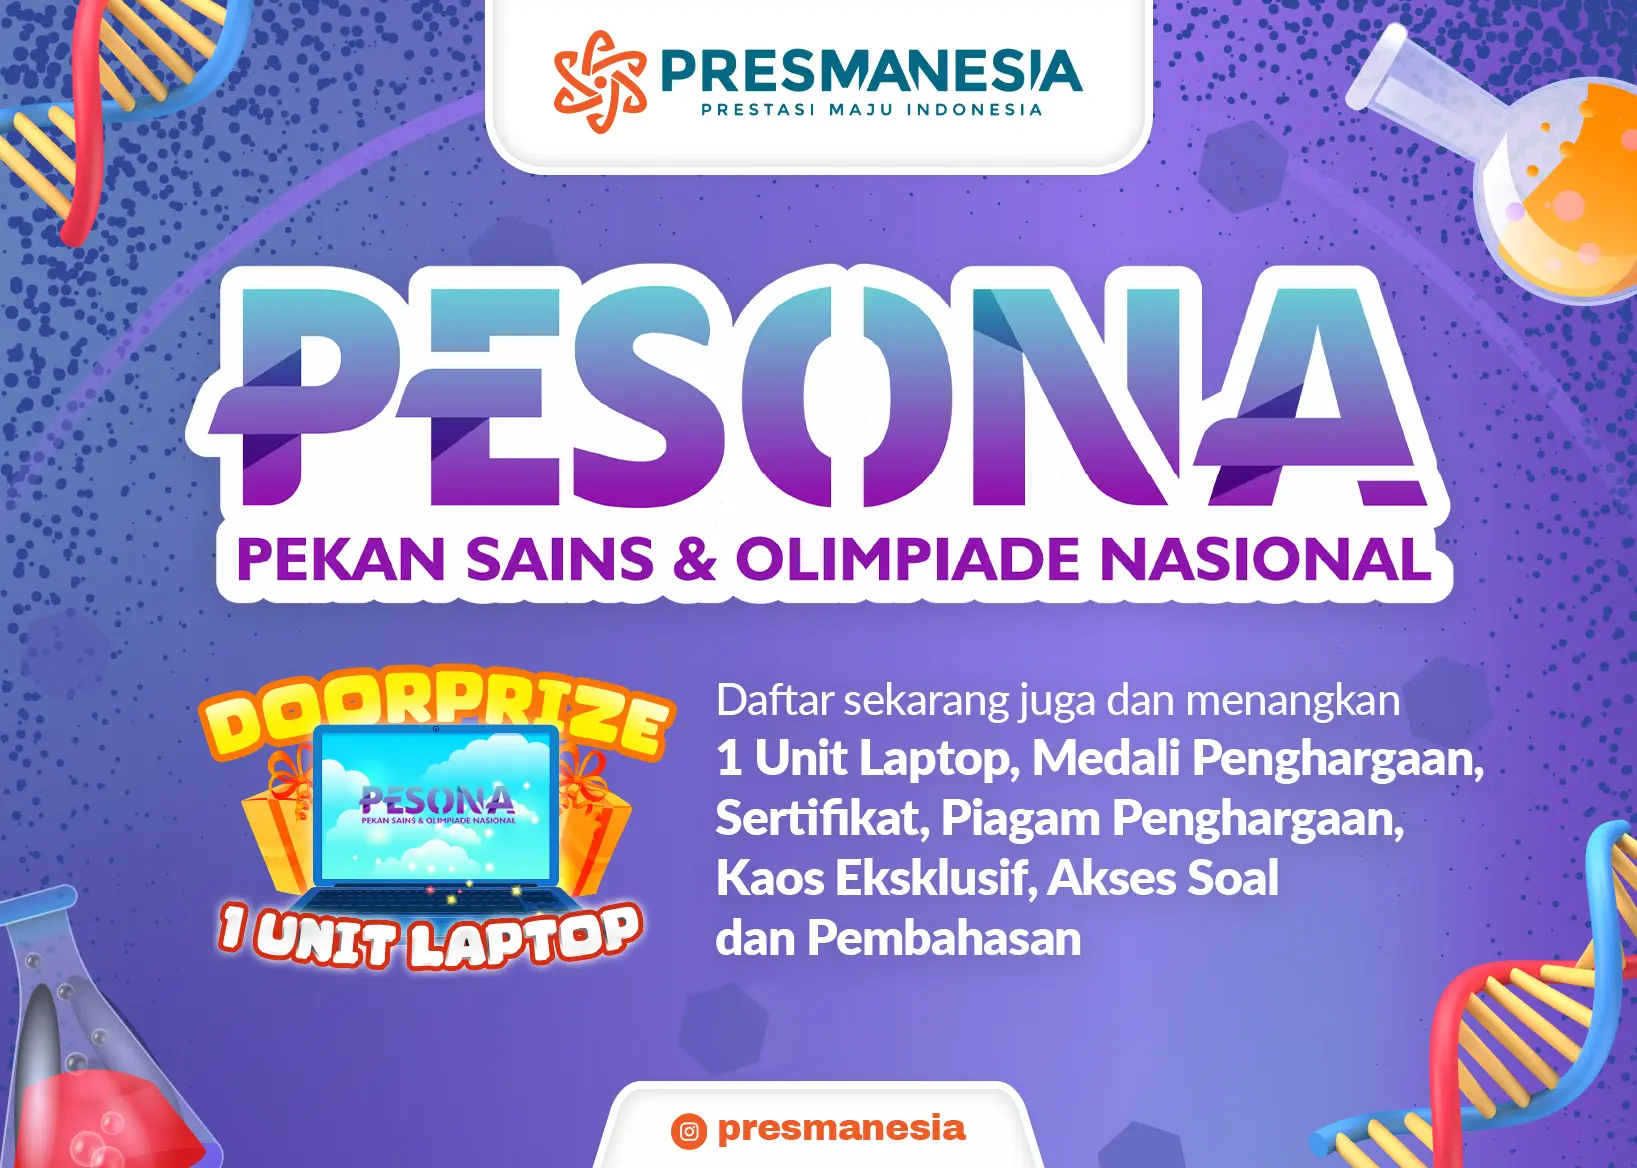 PRESMANESIA
PRESTASI MAJU INDONESIA
PESONA
PEKAN SAINS & OLIMPIADE NASIONAL
DOORPRIZE
PESONA
PEKAN SAINS & OLIMPIADE NASIONAL
1 UNIT LAPTOP
Daftar sekarang juga dan menangkan
1 Unit Laptop, Medali Penghargaan,
Sertifikat, Piagam Penghargaan,
Kaos Eksklusif, Akses Soal
dan Pembahasan
presmanesia